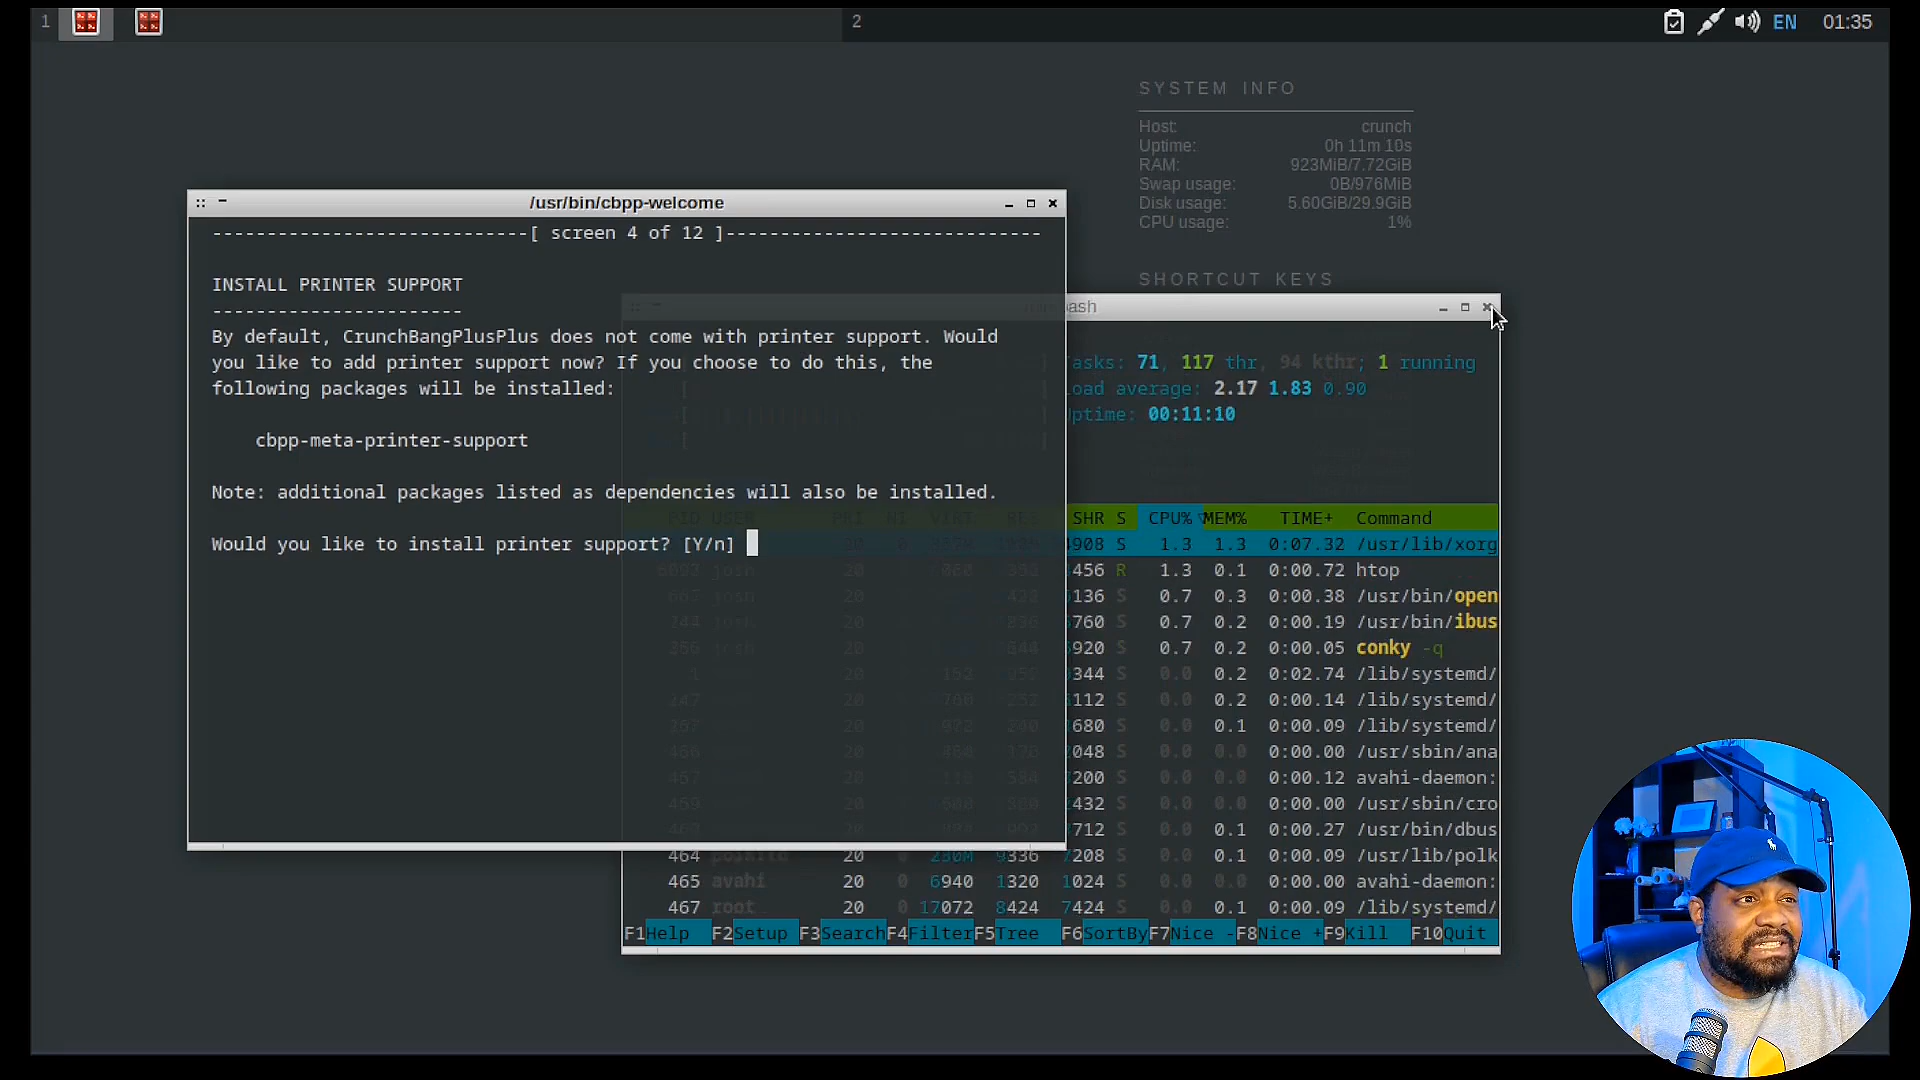 1
2
EN
01:35
SYSTEM INFO
Host: crunch
Uptime: 0h 11m 10s
RAM: 923MiB/7.72GiB
Swap usage: 0B/976MiB
Disk usage: 5.60GiB/29.9GiB
CPU usage: 1%
SHORTCUT KEYS
/usr/bin/cbpp-welcome
----------------------------[ screen 4 of 12 ]-----------------------------
INSTALL PRINTER SUPPORT
-----------------------
By default, CrunchBangPlusPlus does not come with printer support. Would
you like to add printer support now? If you choose to do this, the
following packages will be installed:
cbpp-meta-printer-support
Note: additional packages listed as dependencies will also be installed.
Would you like to install printer support? [Y/n]
Tasks: 71, 117 thr, 94 kthr; 1 running
Load average: 2.17 1.83 0.90
Uptime: 00:11:10
PID USER PRI NI VIRT RES SHR S CPU% MEM% TIME+ Command
4908 S 1.3 1.3 0:07.32 /usr/lib/xorg
456 R 1.3 0.1 0:00.72 htop
136 S 0.7 0.3 0:00.38 /usr/bin/open
760 S 0.7 0.2 0:00.19 /usr/bin/ibus
920 S 0.7 0.2 0:00.05 conky -q
344 S 0.0 0.2 0:02.74 /lib/systemd/
112 S 0.0 0.2 0:00.14 /lib/systemd/
680 S 0.0 0.1 0:00.09 /lib/systemd/
048 S 0.0 0.0 0:00.00 /usr/sbin/ana
200 S 0.0 0.0 0:00.12 avahi-daemon:
432 S 0.0 0.0 0:00.00 /usr/sbin/cro
712 S 0.0 0.1 0:00.27 /usr/bin/dbus
464 polkitd 20 0 230M 9336 7208 S 0.0 0.1 0:00.09 /usr/lib/polk
465 avahi 20 0 6940 1320 1024 S 0.0 0.0 0:00.00 avahi-daemon:
467 root 20 0 17072 8424 7424 S 0.0 0.1 0:00.09 /lib/systemd/
F1Help F2Setup F3SearchF4FilterF5Tree F6SortByF7Nice -F8Nice +F9Kill F10Quit